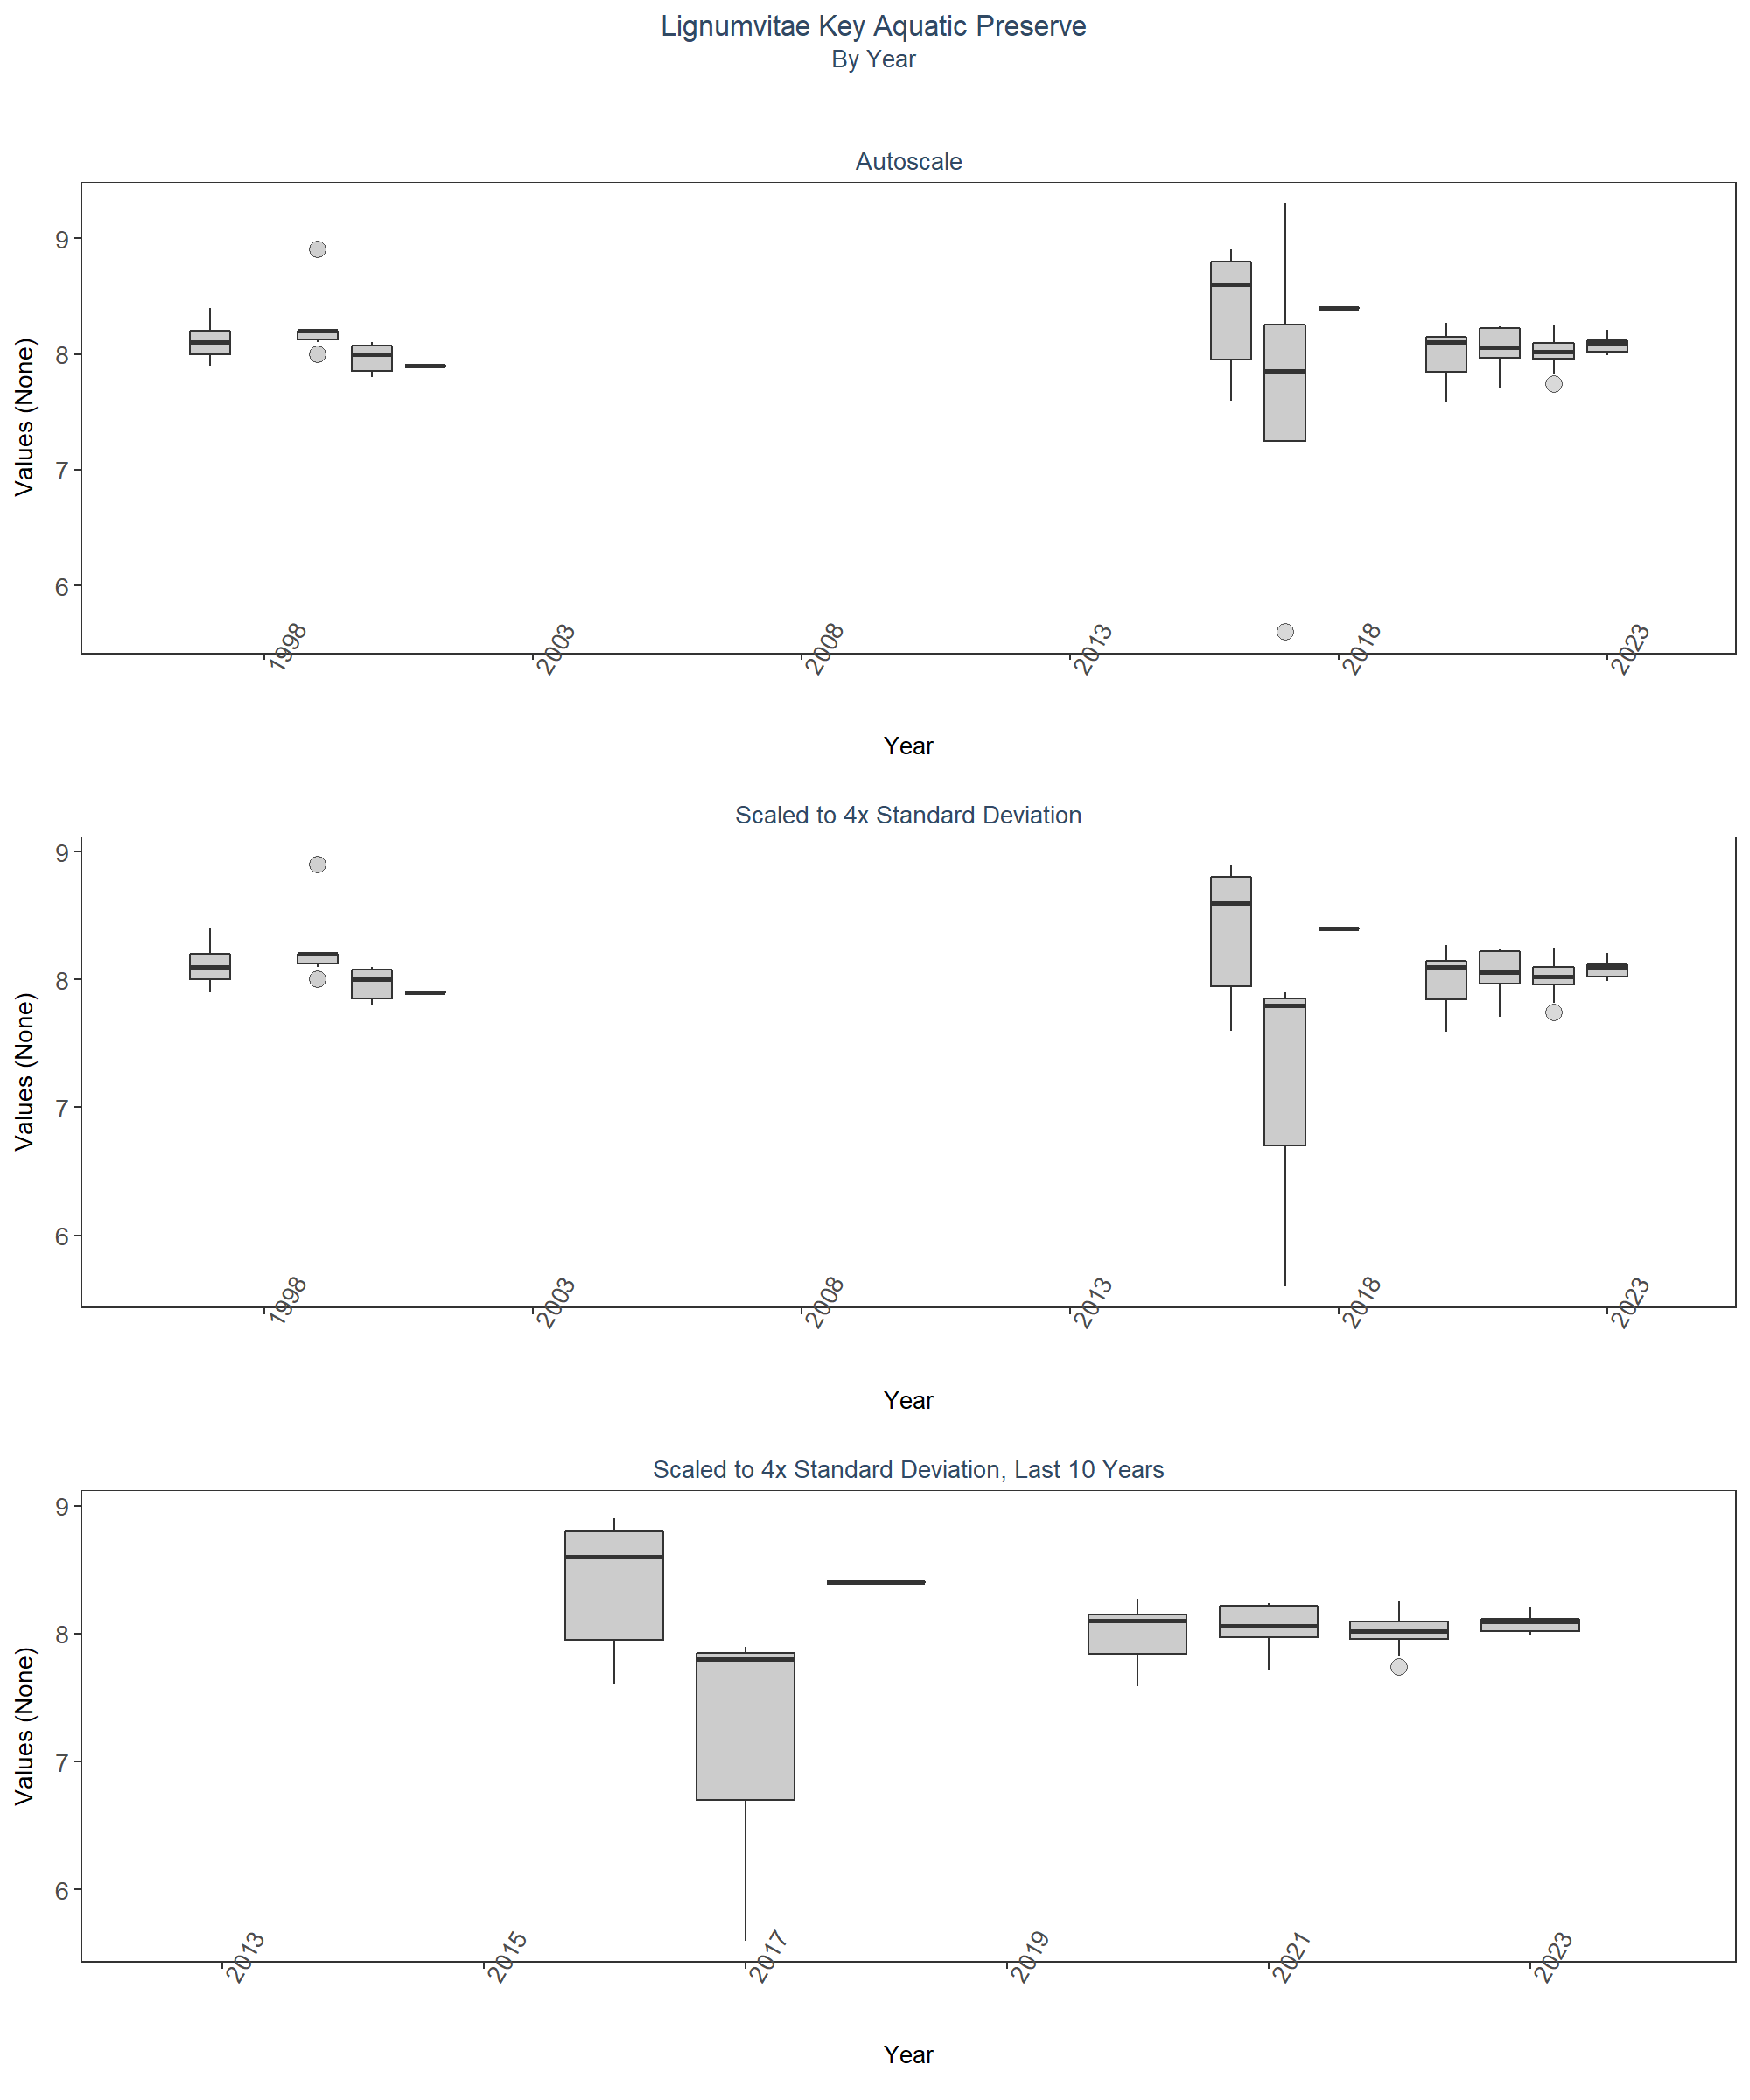 Lignumvitae Key Aquatic Preserve
By Year
Autoscale
Values (None)
9
8
7
6
1998 2003 2008 2013 2018 2023
Year
Scaled to 4x Standard Deviation
Values (None)
9
8
7
6
1998 2003 2008 2013 2018 2023
Year
Scaled to 4x Standard Deviation, Last 10 Years
Values (None)
9
8
7
6
2013 2015 2017 2019 2021 2023
Year